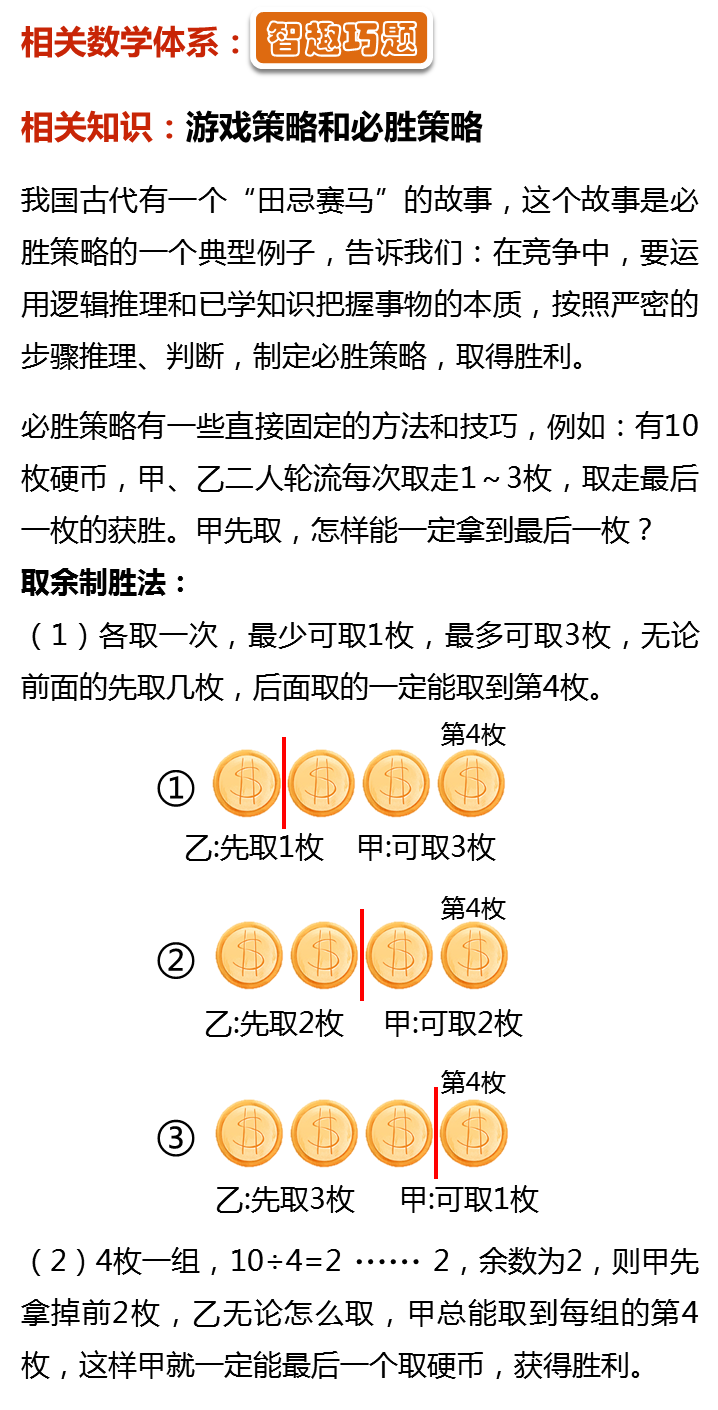 相关数学体系：智趣巧题
相关知识：游戏策略和必胜策略
我国古代有一个“田忌赛马”的故事，这个故事是必
胜策略的一个典型例子，告诉我们：在竞争中，要运
用逻辑推理和已学知识把握事物的本质，按照严密的
步骤推理、判断，制定必胜策略，取得胜利。
必胜策略有一些直接固定的方法和技巧，例如：有10
枚硬币，甲、乙二人轮流每次取走1～3枚，取走最后
一枚的获胜。甲先取，怎样能一定拿到最后一枚？
取余制胜法：
（1）各取一次，最少可取1枚，最多可取3枚，无论
前面的先取几枚，后面取的一定能取到第4枚。
第4枚
①
乙:先取1枚 甲:可取3枚
第4枚
②
乙:先取2枚 甲:可取2枚
第4枚
③
乙:先取3枚 甲:可取1枚
（2）4枚一组，10÷4=2 …… 2，余数为2，则甲先
拿掉前2枚，乙无论怎么取，甲总能取到每组的第4
枚，这样甲就一定能最后一个取硬币，获得胜利。